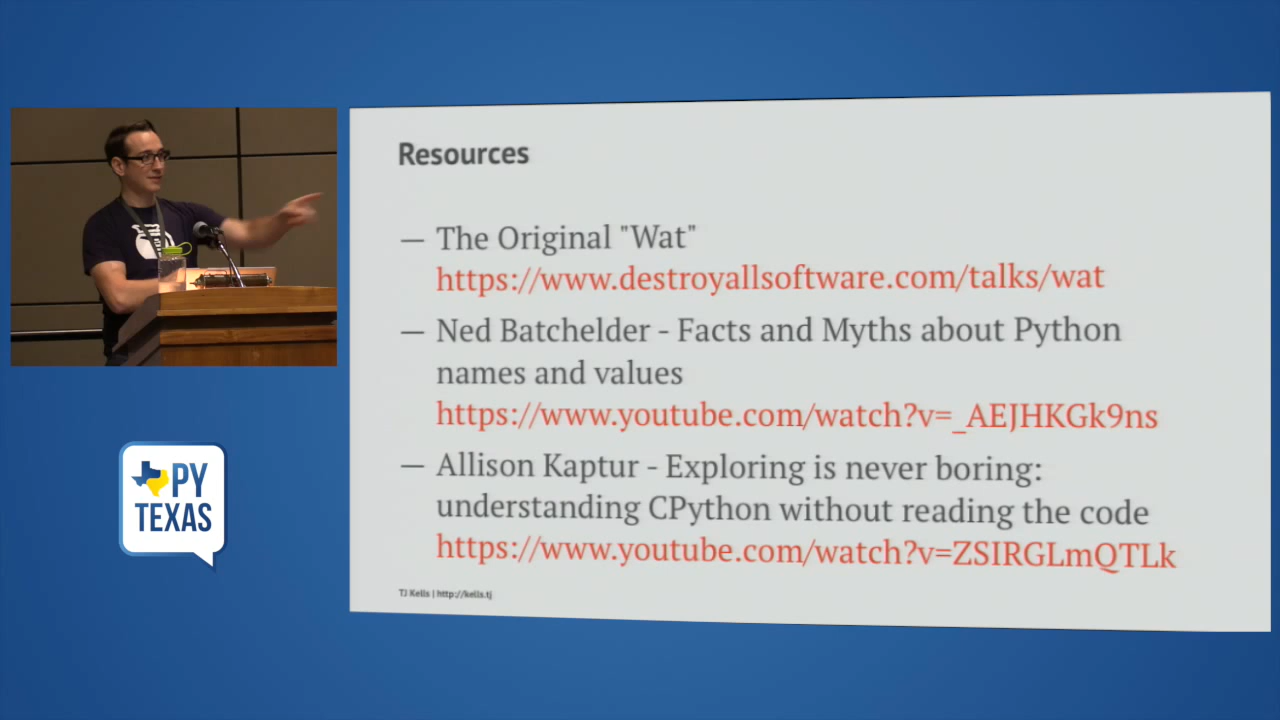 Resources
— The Original "Wat"
https://www.destroyallsoftware.com/talks/wat
— Ned Batchelder - Facts and Myths about Python
names and values
https://www.youtube.com/watch?v=_AEJHKGk9ns
— Allison Kaptur - Exploring is never boring:
understanding CPython without reading the code
https://www.youtube.com/watch?v=ZSIRGLmQTLk
TJ Kells | http://kells.tj
PY
TEXAS